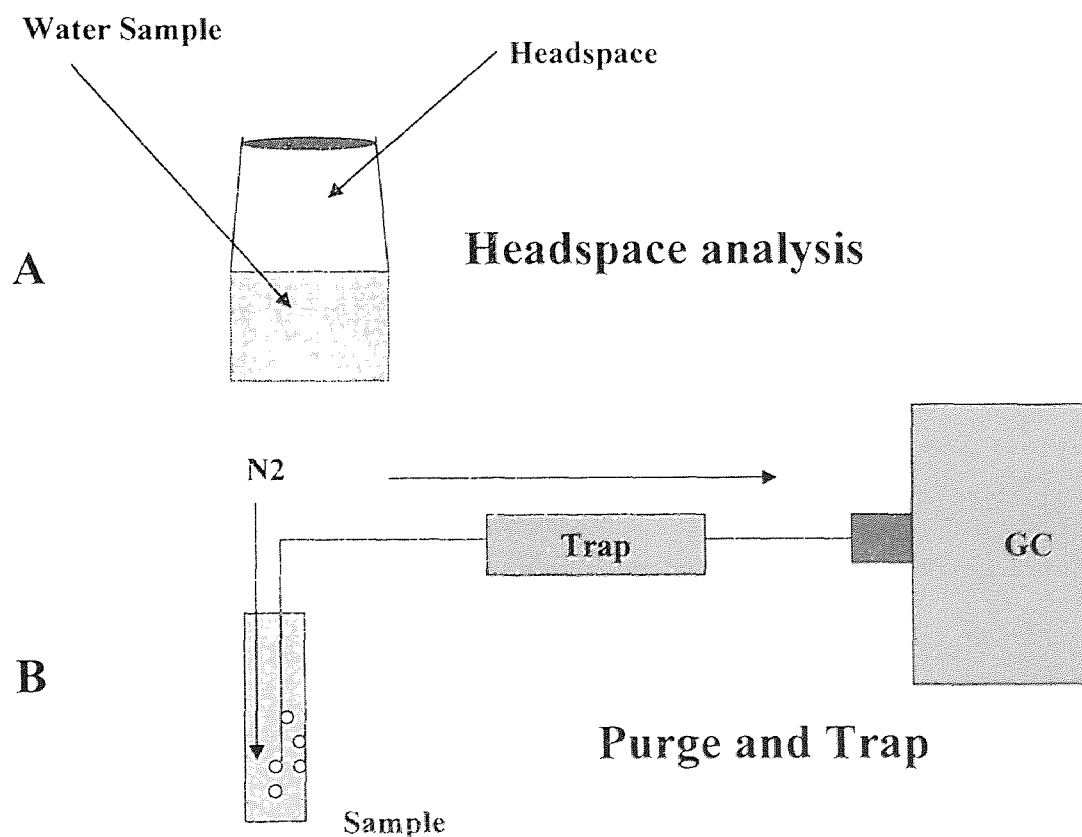 Water Sample
Headspace
A
Headspace analysis
N2
Trap
GC
B
Purge and Trap
Sample